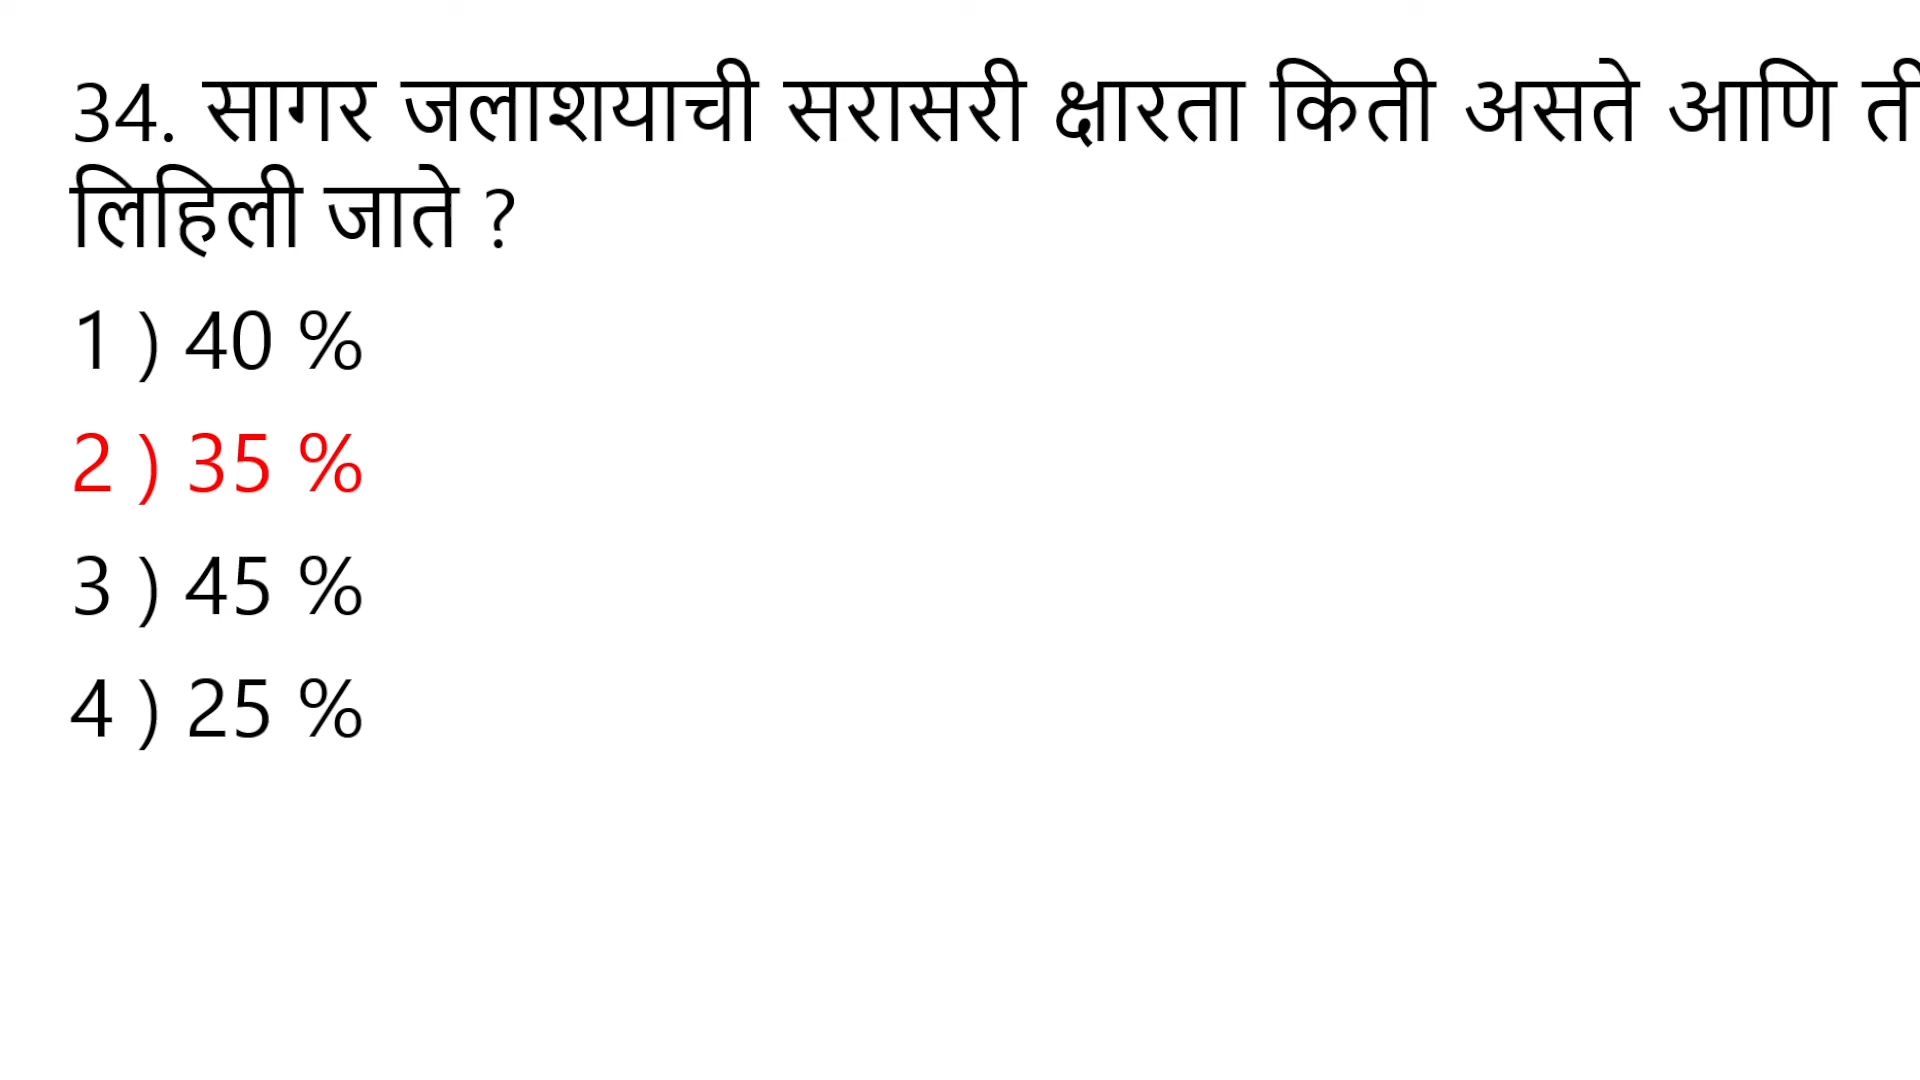 34. सागर जलाशयाची सरासरी क्षारता किती असते आणि ती
लिहिली जाते ?
1 ) 40 %
2 ) 35 %
3 ) 45 %
4 ) 25 %